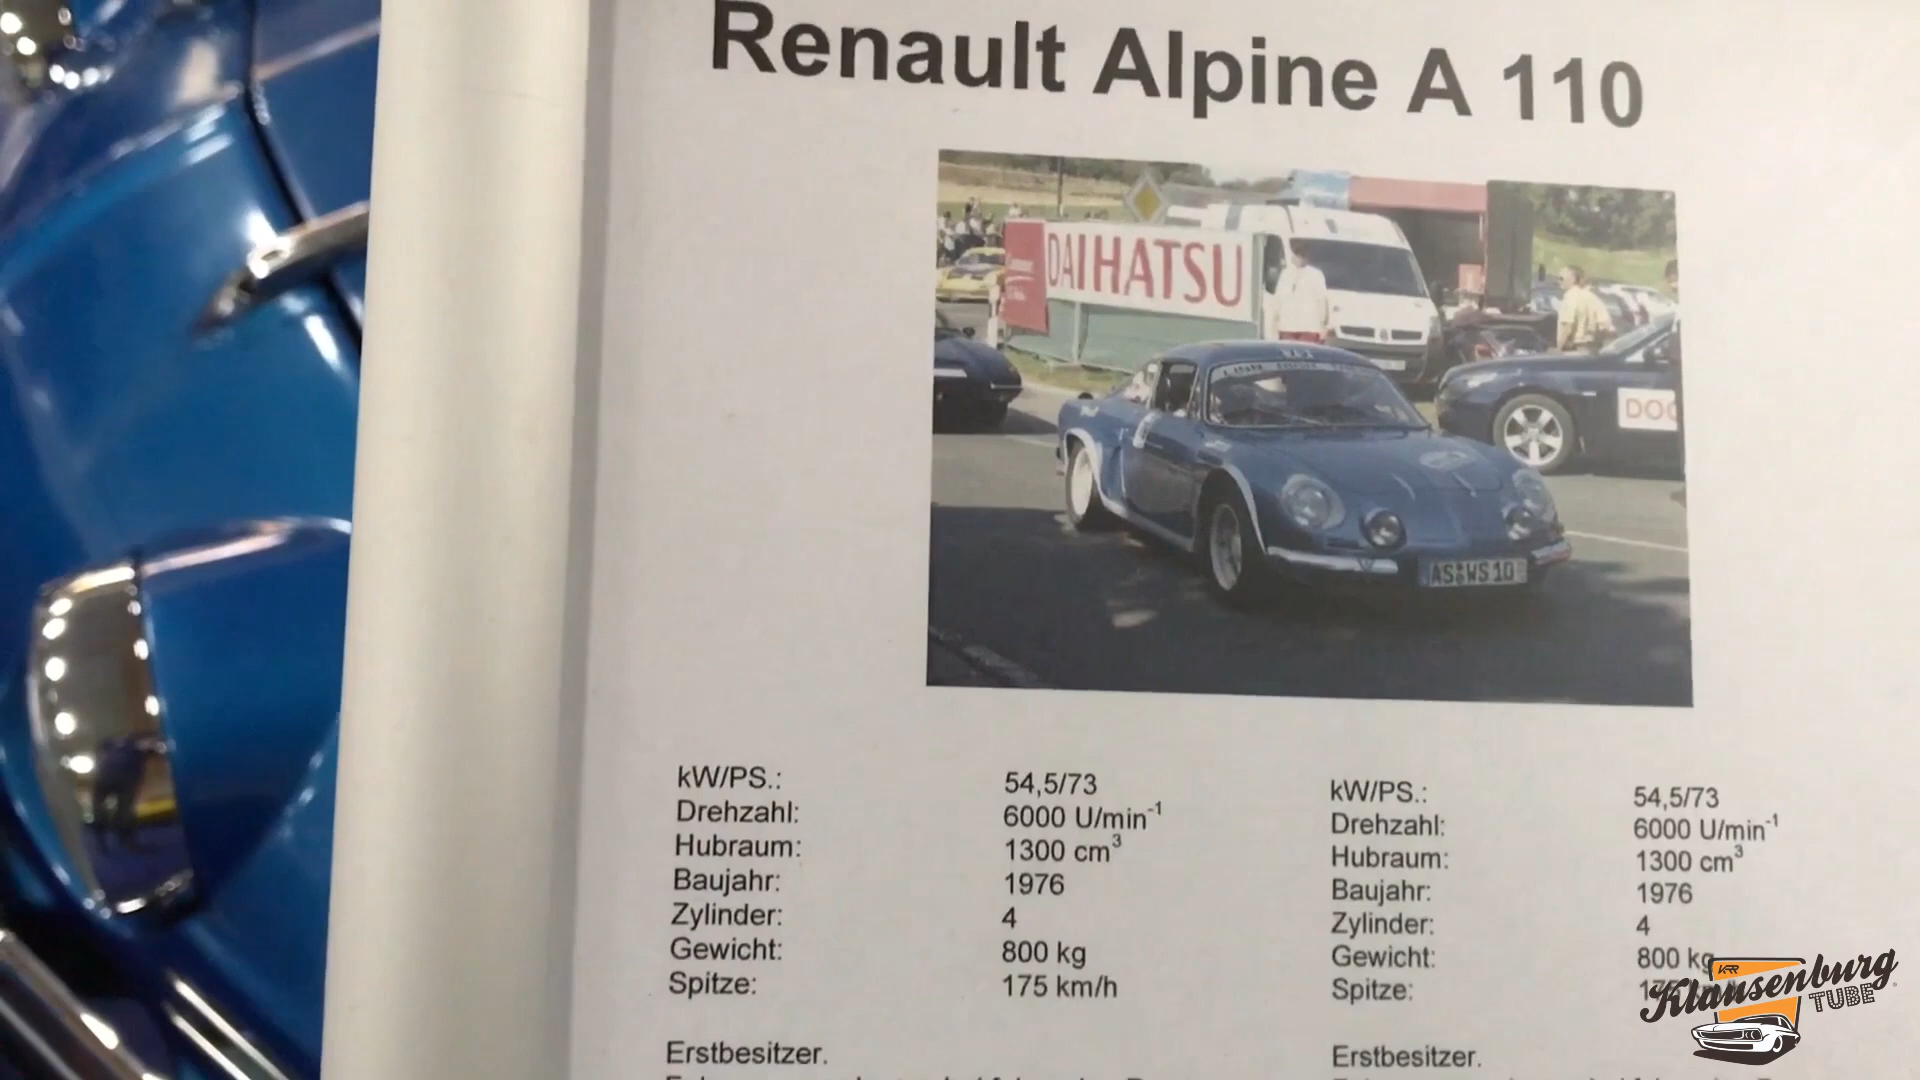 Renault Alpine A 110
DAIHATSU
DOC
AS WS 10
kW/PS.: 54,5/73
Drehzahl: 6000 U/min⁻¹
Hubraum: 1300 cm³
Baujahr: 1976
Zylinder: 4
Gewicht: 800 kg
Spitze: 175 km/h
Erstbesitzer.
kW/PS.: 54,5/73
Drehzahl: 6000 U/min⁻¹
Hubraum: 1300 cm³
Baujahr: 1976
Zylinder: 4
Gewicht: 800 kg
Spitze:
Erstbesitzer.
Klausenburg
TUBE